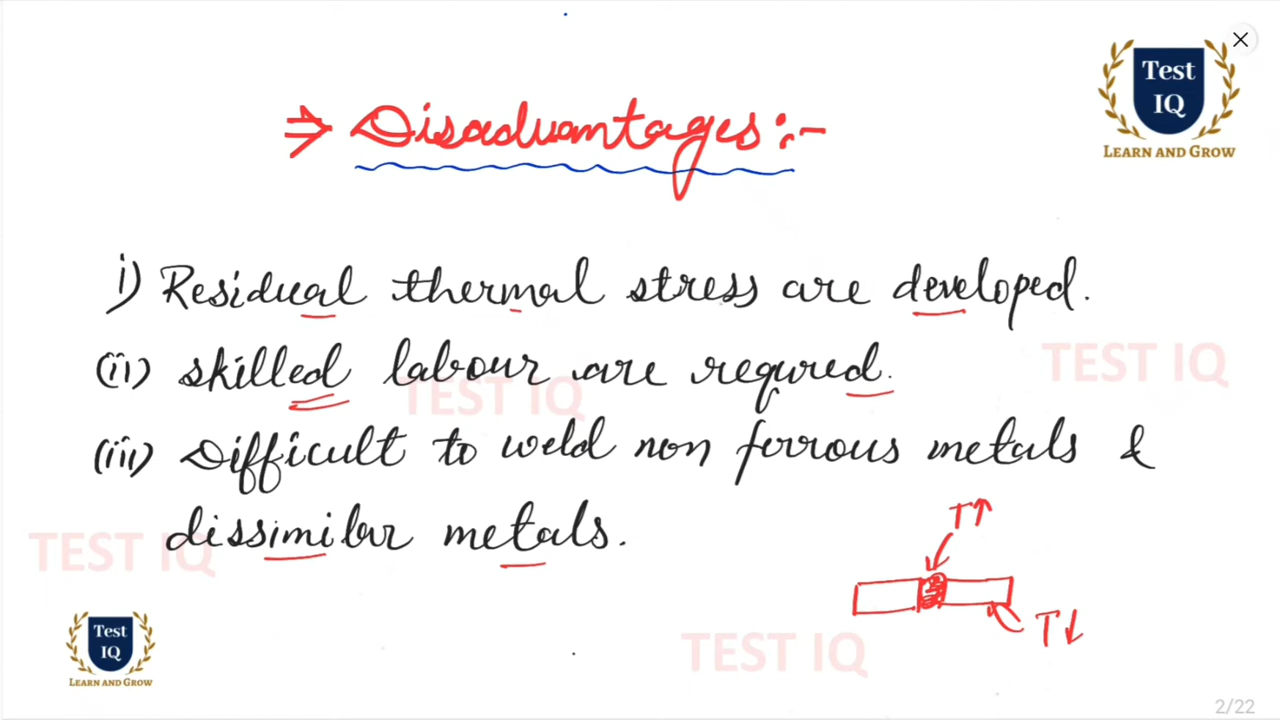 Test
IQ
LEARN AND GROW
⇒ Disadvantages:-
i) Residual thermal stress are developed.
(ii) skilled labour are requred.
TEST IQ
TEST IQ
(iii) Difficult to weld non ferrous metals &
dissimilar metals.
TEST IQ
T↑
T↓
Test
IQ
LEARN AND GROW
TEST IQ
2/22